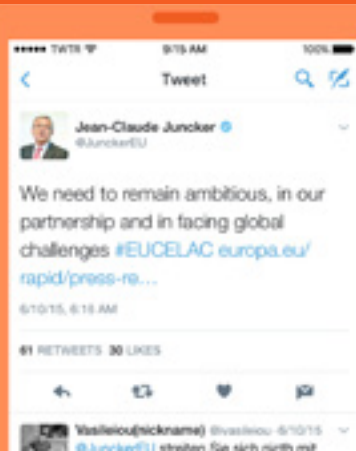 TWTR 9:15 AM 100%
Tweet
Jean-Claude Juncker
@JunckerEU
We need to remain ambitious, in our
partnership and in facing global
challenges #EUCELAC europa.eu/
rapid/press-re…
6/10/15, 6:15 AM
61 RETWEETS 30 LIKES
Vasileiou(nickname) @vasileiou · 6/10/15
@JunckerEU streiten Sie sich nicth mit